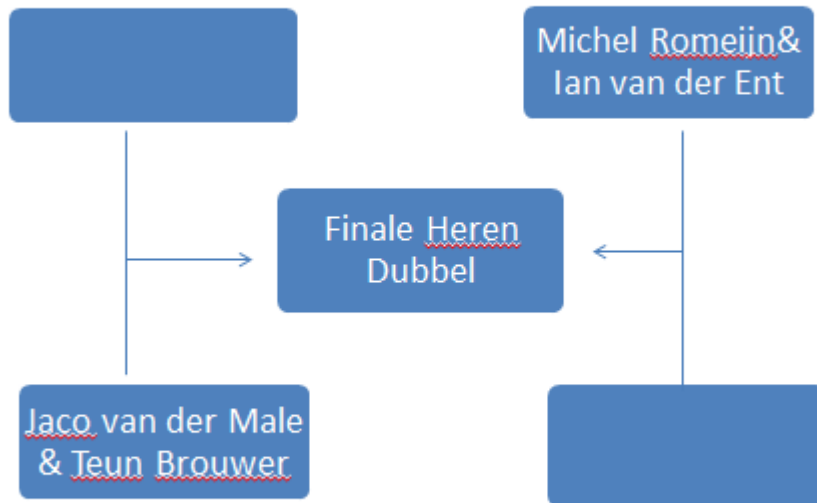 Michel Romeijn&
Ian van der Ent
Finale Heren
Dubbel
Jaco van der Male
& Teun Brouwer